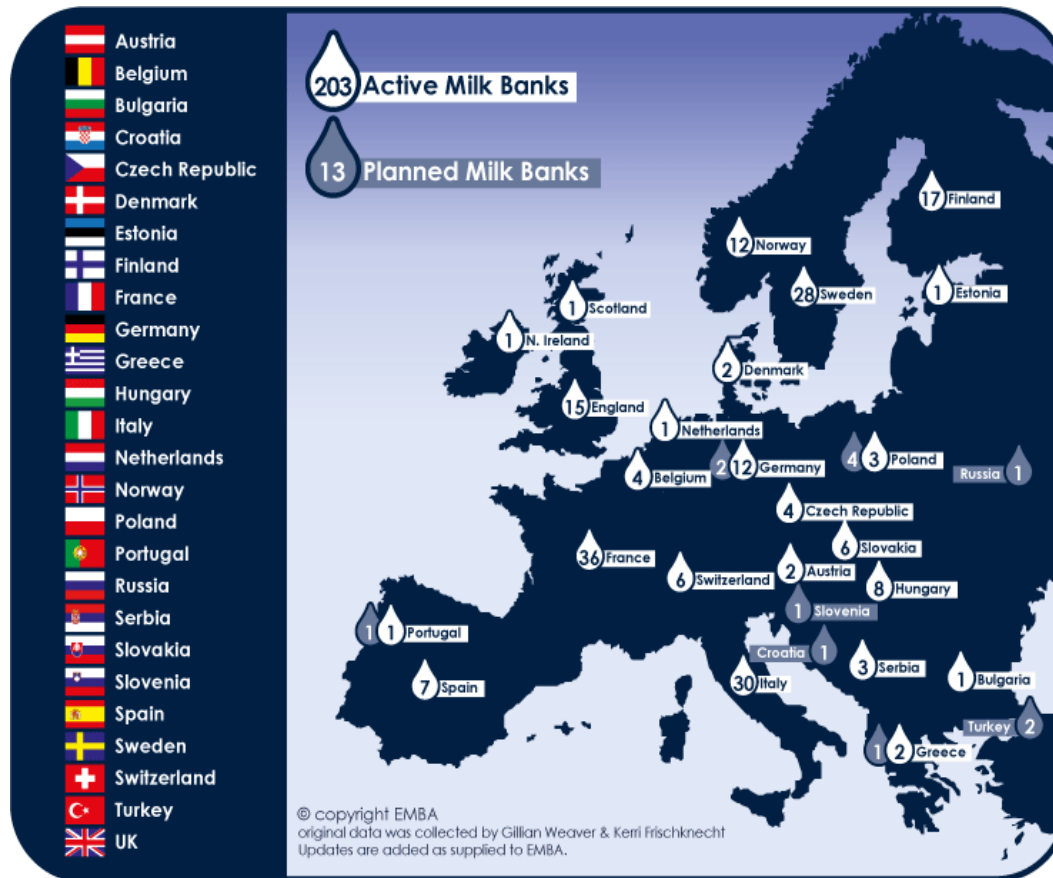 Austria
Belgium
Bulgaria
Croatia
Czech Republic
Denmark
Estonia
Finland
France
Germany
Greece
Hungary
Italy
Netherlands
Norway
Poland
Portugal
Russia
Serbia
Slovakia
Slovenia
Spain
Sweden
Switzerland
Turkey
UK
203 Active Milk Banks
13 Planned Milk Banks
17 Finland
12 Norway
28 Sweden
1 Estonia
1 Scotland
1 N. Ireland
2 Denmark
15 England
1 Netherlands
4 Belgium
2 12 Germany
4 3 Poland
Russia 1
4 Czech Republic
6 Slovakia
36 France
6 Switzerland
2 Austria
8 Hungary
1 Slovenia
1 1 Portugal
Croatia 1
3 Serbia
7 Spain
30 Italy
1 Bulgaria
Turkey 2
1 2 Greece
© copyright EMBA
original data was collected by Gillian Weaver & Kerri Frischknecht
Updates are added as supplied to EMBA.